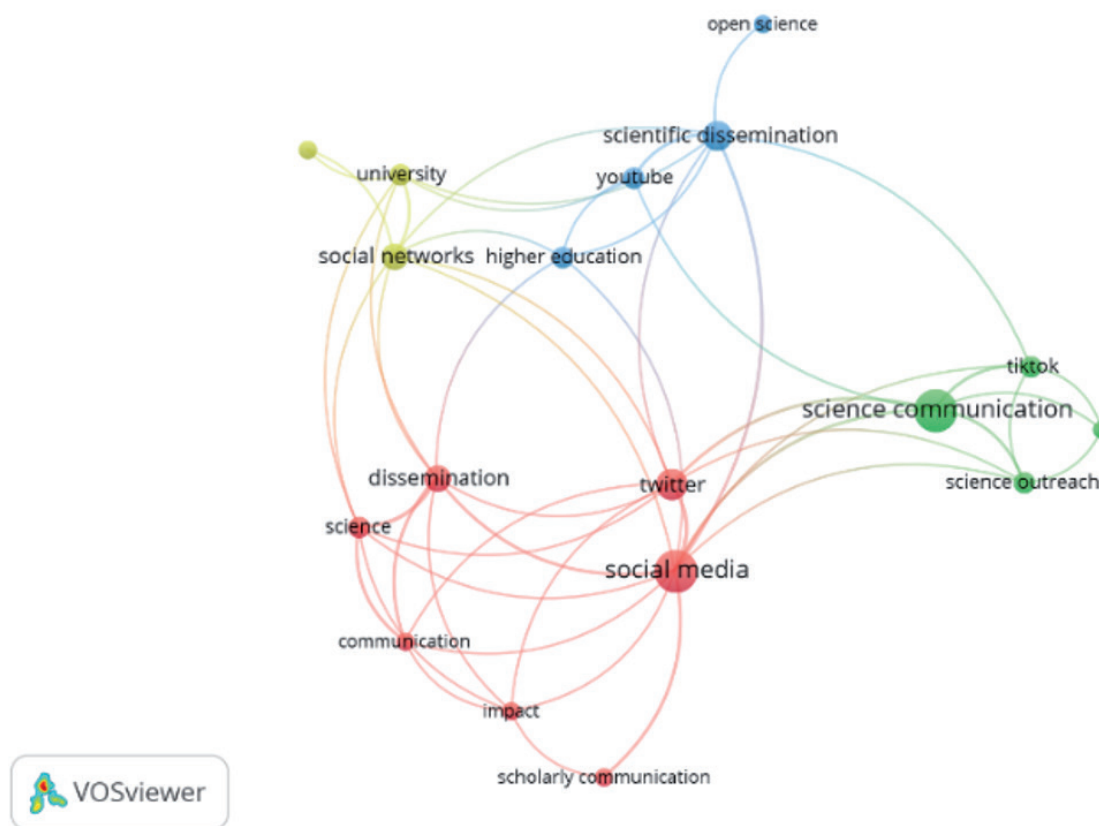 open science
scientific dissemination
university
youtube
social networks
higher education
tiktok
science communication
dissemination
twitter
science outreach
science
social media
communication
impact
scholarly communication
VOSviewer